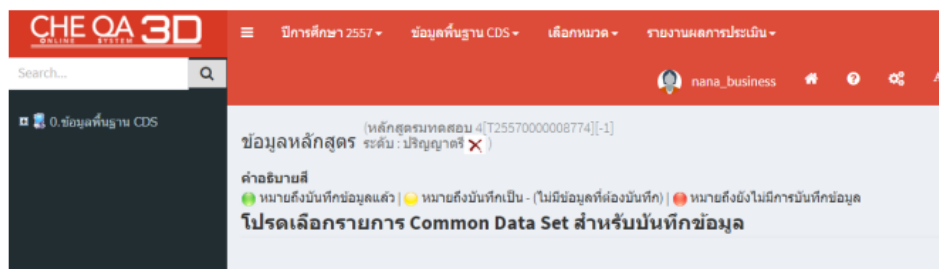 CHE QA 3D
ONLINE SYSTEM
ปีการศึกษา 2557
ข้อมูลพื้นฐาน CDS
เลือกหมวด
รายงานผลการประเมิน
Search...
nana_business
0.ข้อมูลพื้นฐาน CDS
ข้อมูลหลักสูตร (หลักสูตรมทดสอบ 4[T25570000008774][-1]
ระดับ : ปริญญาตรี )
คำอธิบายสี
หมายถึงบันทึกข้อมูลแล้ว | หมายถึงบันทึกเป็น - (ไม่มีข้อมูลที่ต้องบันทึก) | หมายถึงยังไม่มีการบันทึกข้อมูล
โปรดเลือกรายการ Common Data Set สำหรับบันทึกข้อมูล